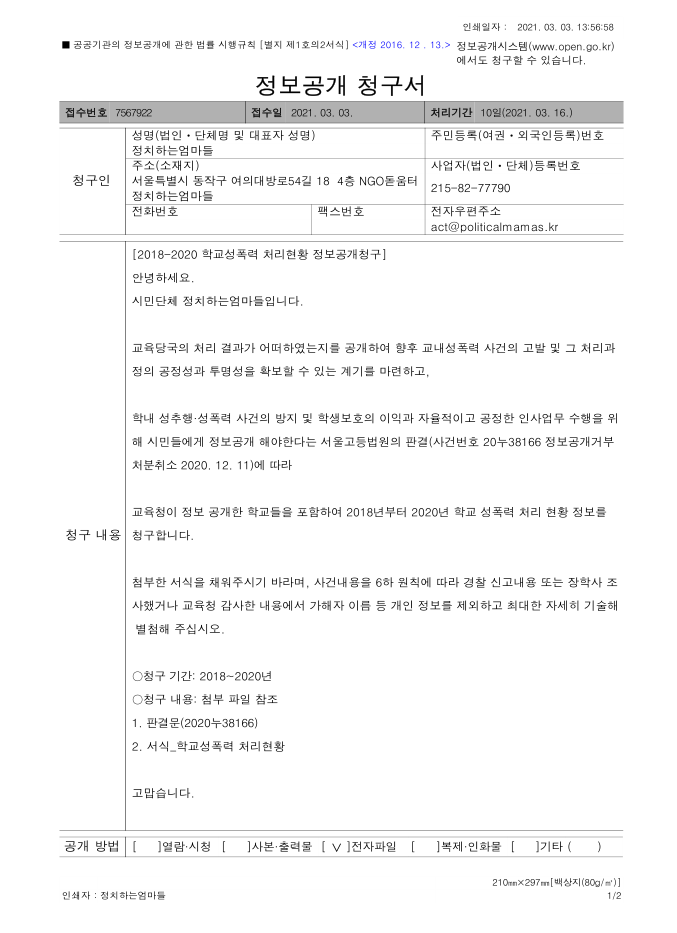 인쇄일자 : 2021. 03. 03. 13:56:58
■ 공공기관의 정보공개에 관한 법률 시행규칙 [별지 제1호의2서식] <개정 2016. 12 . 13.> 정보공개시스템(www.open.go.kr)
에서도 청구할 수 있습니다.
정보공개 청구서
접수번호 7567922 접수일 2021. 03. 03. 처리기간 10일(2021. 03. 16.)
청구인
성명(법인・단체명 및 대표자 성명) 주민등록(여권・외국인등록)번호
정치하는엄마들
주소(소재지) 사업자(법인・단체)등록번호
서울특별시 동작구 여의대방로54길 18 4층 NGO돋움터 215-82-77790
정치하는엄마들
전화번호 팩스번호 전자우편주소
act@politicalmamas.kr
청구 내용
[2018-2020 학교성폭력 처리현황 정보공개청구]
안녕하세요.
시민단체 정치하는엄마들입니다.
교육당국의 처리 결과가 어떠하였는지를 공개하여 향후 교내성폭력 사건의 고발 및 그 처리과
정의 공정성과 투명성을 확보할 수 있는 계기를 마련하고,
학내 성추행·성폭력 사건의 방지 및 학생보호의 이익과 자율적이고 공정한 인사업무 수행을 위
해 시민들에게 정보공개 해야한다는 서울고등법원의 판결(사건번호 20누38166 정보공개거부
처분취소 2020. 12. 11)에 따라
교육청이 정보 공개한 학교들을 포함하여 2018년부터 2020년 학교 성폭력 처리 현황 정보를
청구합니다.
첨부한 서식을 채워주시기 바라며, 사건내용을 6하 원칙에 따라 경찰 신고내용 또는 장학사 조
사했거나 교육청 감사한 내용에서 가해자 이름 등 개인 정보를 제외하고 최대한 자세히 기술해
별첨해 주십시오.
○청구 기간: 2018~2020년
○청구 내용: 첨부 파일 참조
1. 판결문(2020누38166)
2. 서식_학교성폭력 처리현황
고맙습니다.
공개 방법 [ ]열람·시청 [ ]사본·출력물 [ ∨ ]전자파일 [ ]복제·인화물 [ ]기타 ( )
210㎜×297㎜[백상지(80g/㎡)]
인쇄자 : 정치하는엄마들 1/2